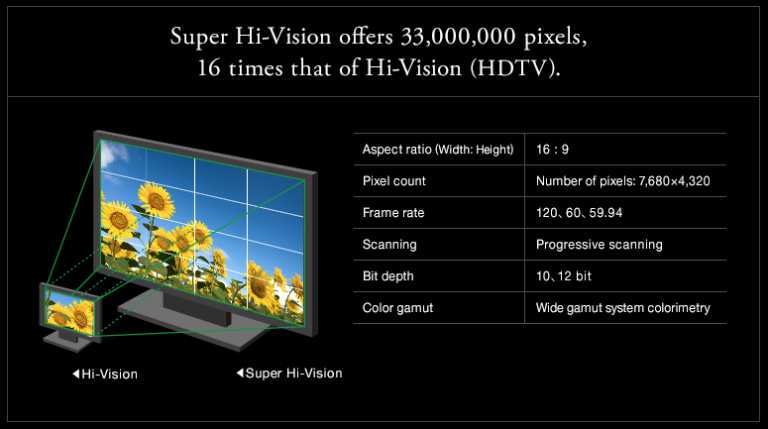 Super Hi-Vision offers 33,000,000 pixels,
16 times that of Hi-Vision (HDTV).
Aspect ratio (Width: Height) 16 : 9
Pixel count Number of pixels: 7,680×4,320
Frame rate 120、60、59.94
Scanning Progressive scanning
Bit depth 10、12 bit
Color gamut Wide gamut system colorimetry
◀Hi-Vision
◀Super Hi-Vision